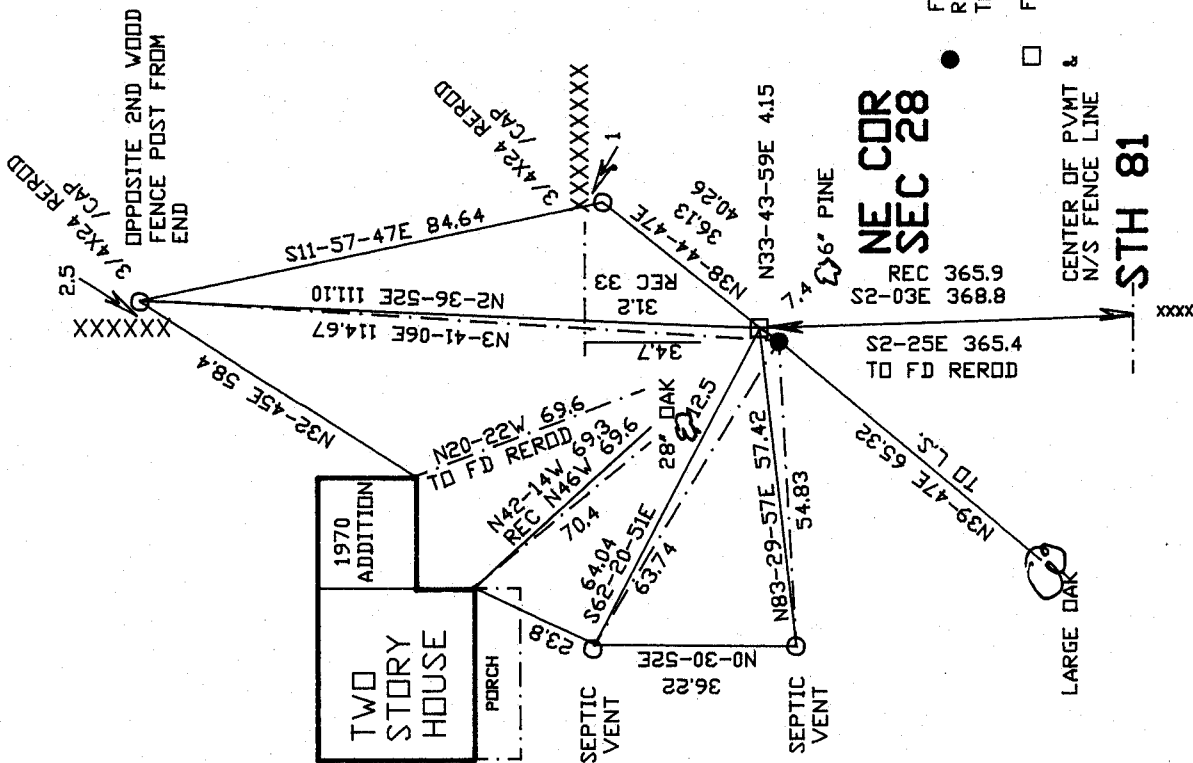 3/4X24 REROD
/CAP
2.5
OPPOSITE 2ND WOOD
FENCE POST FROM
END
XXXXXX
S11-57-47E 84.64
3/4X24 REROD
/CAP
XXXXXXXXXX
1
N2-36-52E 111.10
N3-41-06E 114.67
N32-45E 58.4
REC 33
31.2
34.7
N38-44-47E
36.13
40.26
N33-43-59E 4.15
1970
ADDITION
TWO
STORY
HOUSE
PORCH
N20-22W 69.6
TO FD REROD
N42-14W 69.3
REC N46W 69.6
70.4
28" OAK
12.5
23.8
64.04
S62-20-51E
63.74
7.4
6" PINE
NE COR
SEC 28
REC 365.9
S2-03E 368.8
S2-25E 365.4
TO FD REROD
N83-29-57E 57.42
54.83
N0-30-52E
36.22
SEPTIC
VENT
SEPTIC
VENT
N39-47E 65.32
TO L.S.
LARGE OAK
CENTER OF PVMT &
N/S FENCE LINE
STH 81
XXXX
F
R
F